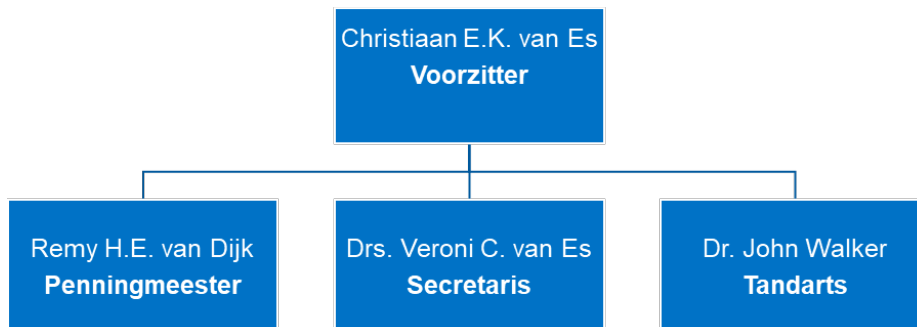 Christiaan E.K. van Es
Voorzitter
Remy H.E. van Dijk
Penningmeester
Drs. Veroni C. van Es
Secretaris
Dr. John Walker
Tandarts